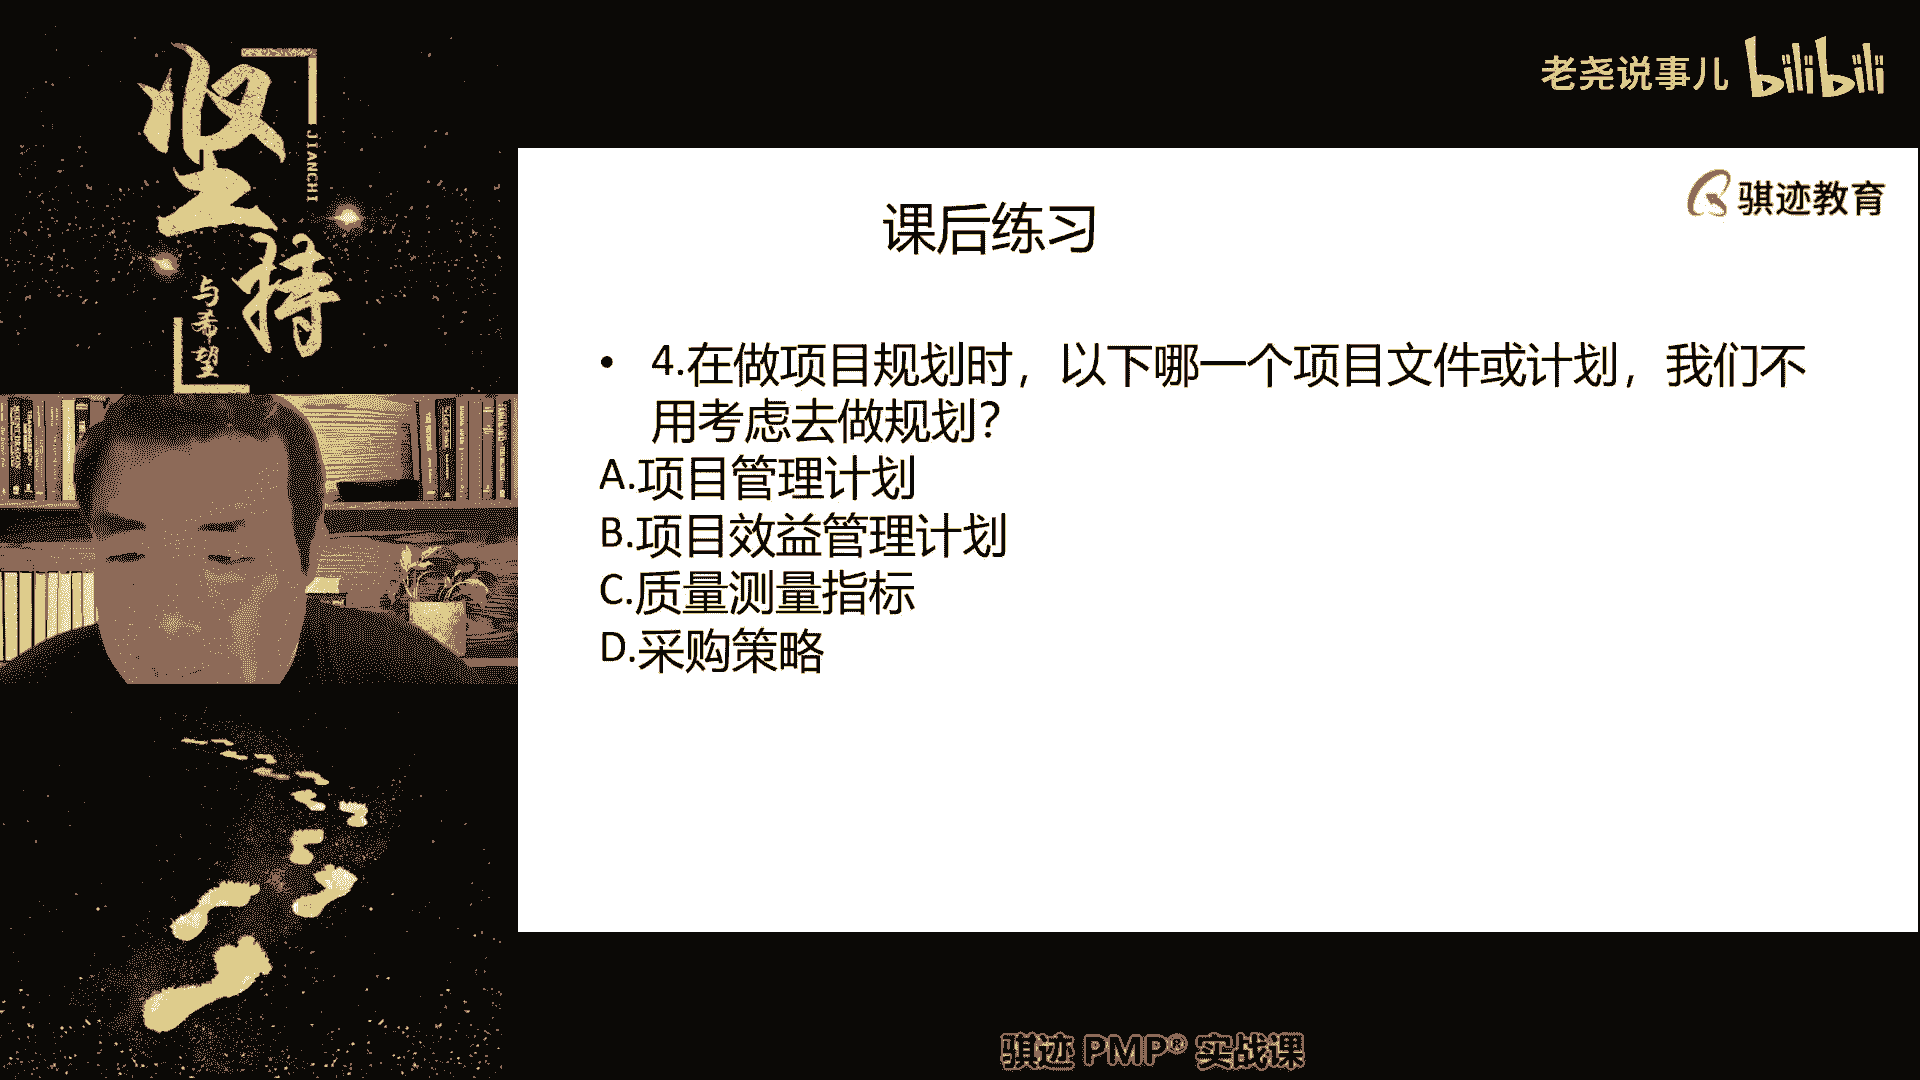 坚持
JIANCHI
与希望
老尧说事儿 bilibili
骐迹教育
课后练习
• 4.在做项目规划时，以下哪一个项目文件或计划，我们不
用考虑去做规划？
A.项目管理计划
B.项目效益管理计划
C.质量测量指标
D.采购策略
骐迹 PMP® 实战课